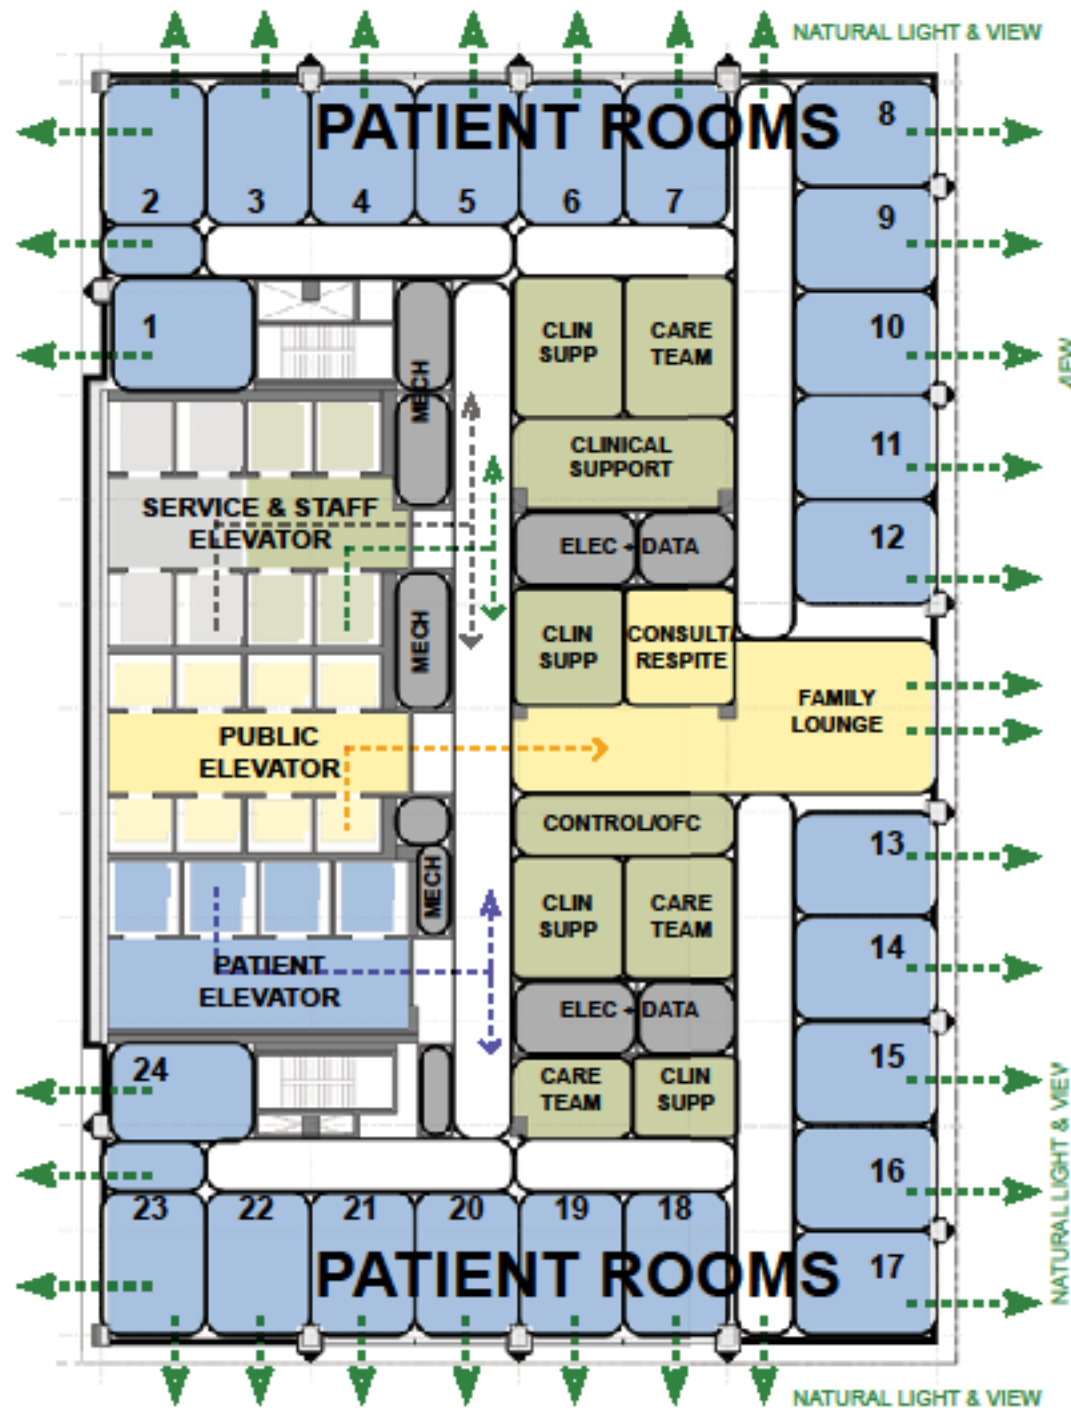 NATURAL LIGHT & VIEW
PATIENT ROOMS
8
2
3
4
5
6
7
9
1
10
CLIN
SUPP
CARE
TEAM
MECH
11
CLINICAL
SUPPORT
SERVICE & STAFF
ELEVATOR
12
ELEC + DATA
MECH
CLIN
SUPP
CONSULT/
RESPITE
FAMILY
LOUNGE
PUBLIC
ELEVATOR
CONTROL/OFC
13
MECH
CLIN
SUPP
CARE
TEAM
14
PATIENT
ELEVATOR
ELEC + DATA
15
24
CARE
TEAM
CLIN
SUPP
NATURAL LIGHT & VIEW
16
23
22
21
20
19
18
PATIENT ROOMS
17
NATURAL LIGHT & VIEW